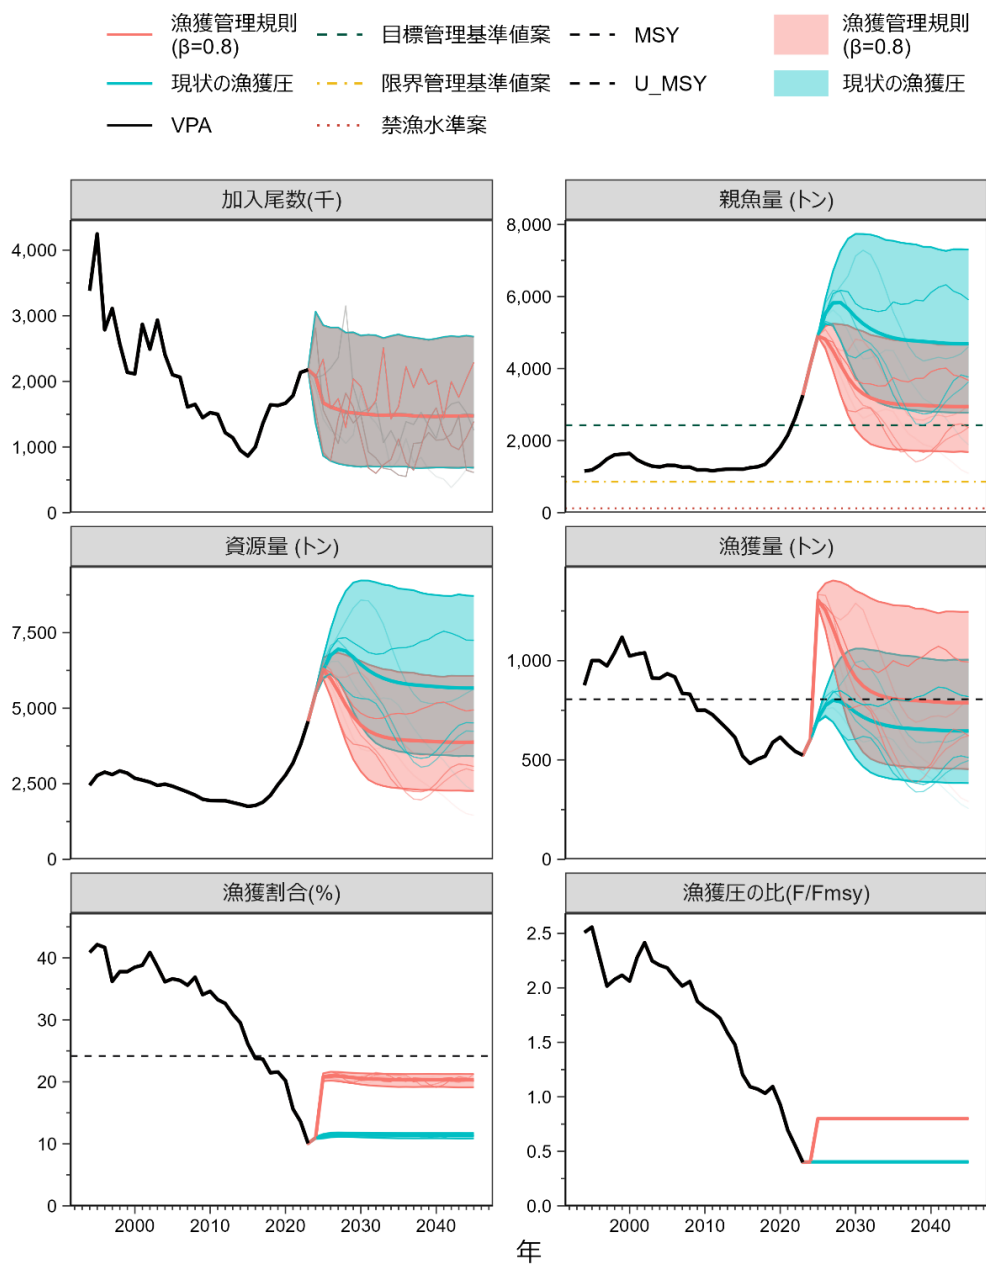 漁獲管理規則
(β=0.8)
目標管理基準値案
MSY
漁獲管理規則
(β=0.8)
現状の漁獲圧
限界管理基準値案
U_MSY
現状の漁獲圧
VPA
禁漁水準案
加入尾数(千)
4,000
3,000
2,000
1,000
0
親魚量 (トン)
8,000
6,000
4,000
2,000
0
資源量 (トン)
7,500
5,000
2,500
0
漁獲量 (トン)
1,000
500
0
漁獲割合(%)
40
30
20
10
0
2000 2010 2020 2030 2040
漁獲圧の比(F/Fmsy)
2.5
2.0
1.5
1.0
0.5
0.0
2000 2010 2020 2030 2040
年